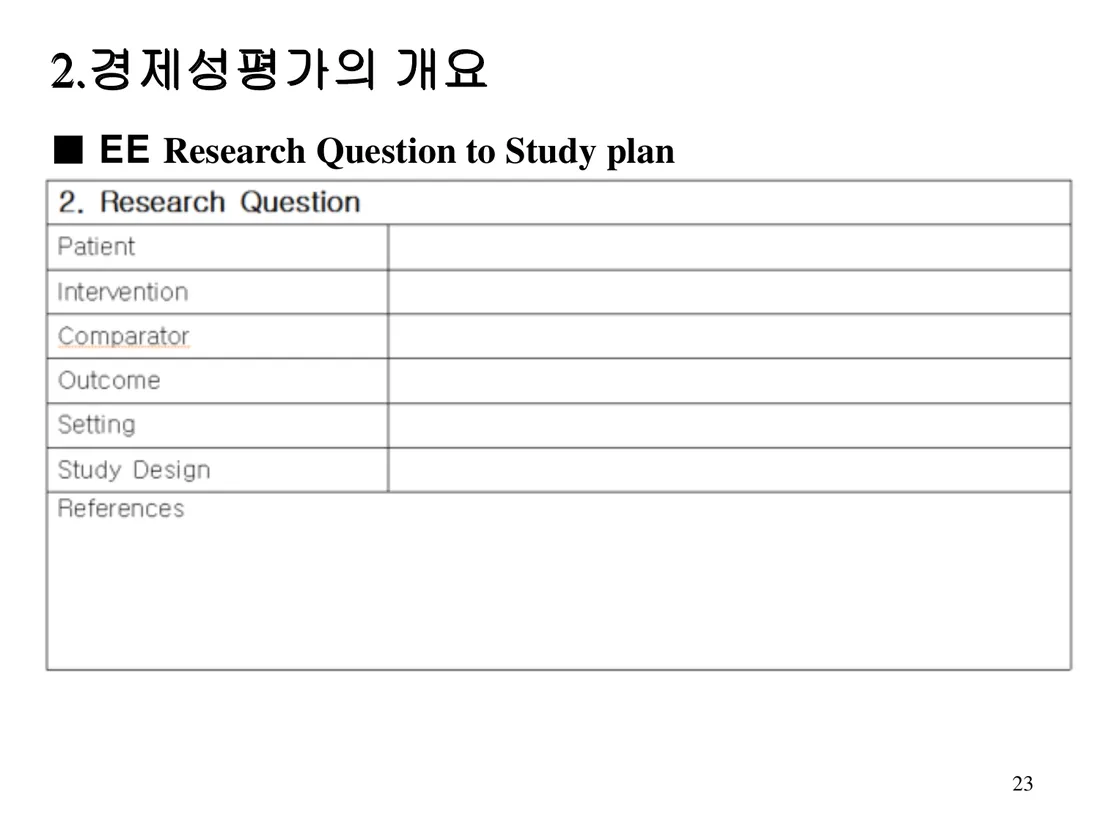 2.경제성평가의 개요
■ EE Research Question to Study plan
2. Research Question
Patient
Intervention
Comparator
Outcome
Setting
Study Design
References
23